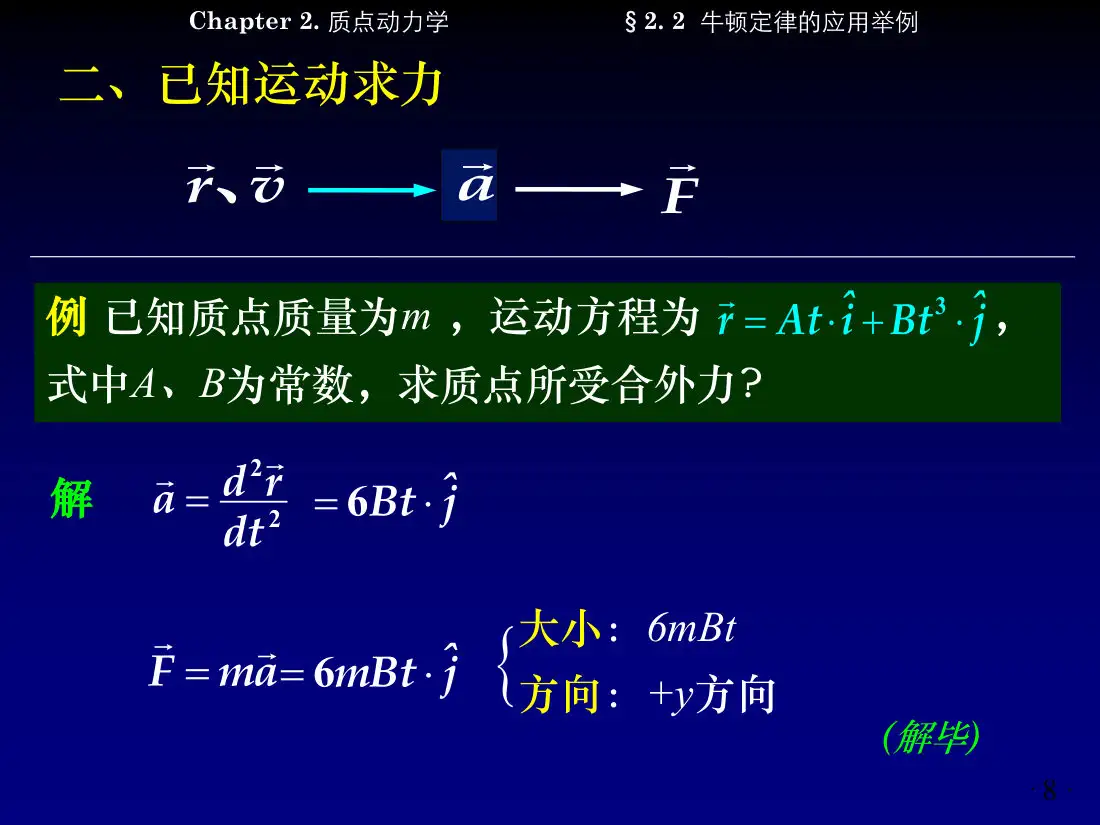 Chapter 2. 质点动力学 §2. 2 牛顿定律的应用举例
二、已知运动求力
r⃗、v⃗ → a⃗ → F⃗
例 已知质点质量为m ，运动方程为 r⃗ = At·î + Bt³·ĵ ，
式中A、B为常数，求质点所受合外力？
解 a⃗ = d²r⃗/dt² = 6Bt·ĵ
F⃗ = ma⃗ = 6mBt·ĵ { 大小： 6mBt
方向： +y方向
(解毕)
·8·